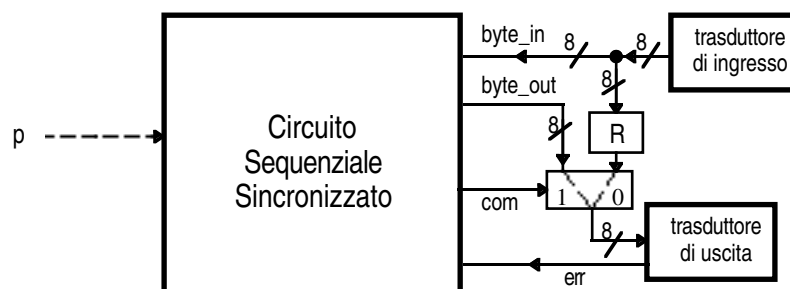 byte_in
8
8
trasduttore
di ingresso
byte_out
8
8
R
p
Circuito
Sequenziale
Sincronizzato
1 0
com
8
trasduttore
di uscita
err